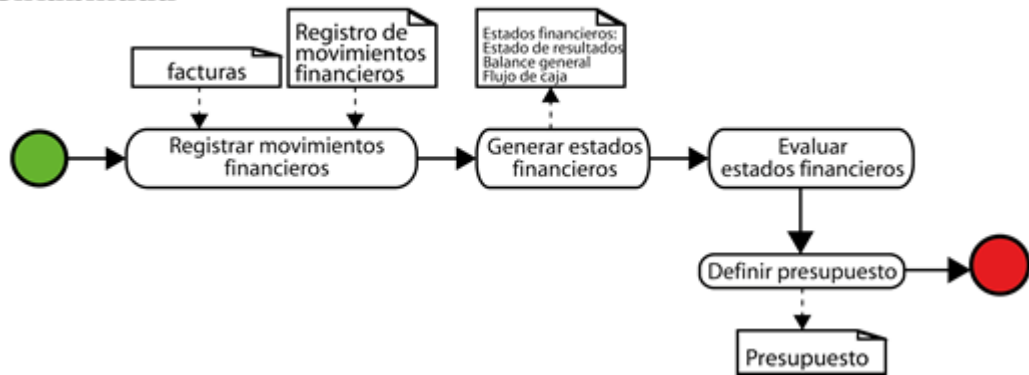 facturas
Registro de
movimientos
financieros
Estados financieros:
Estado de resultados
Balance general
Flujo de caja
Registrar movimientos
financieros
Generar estados
financieros
Evaluar
estados financieros
Definir presupuesto
Presupuesto